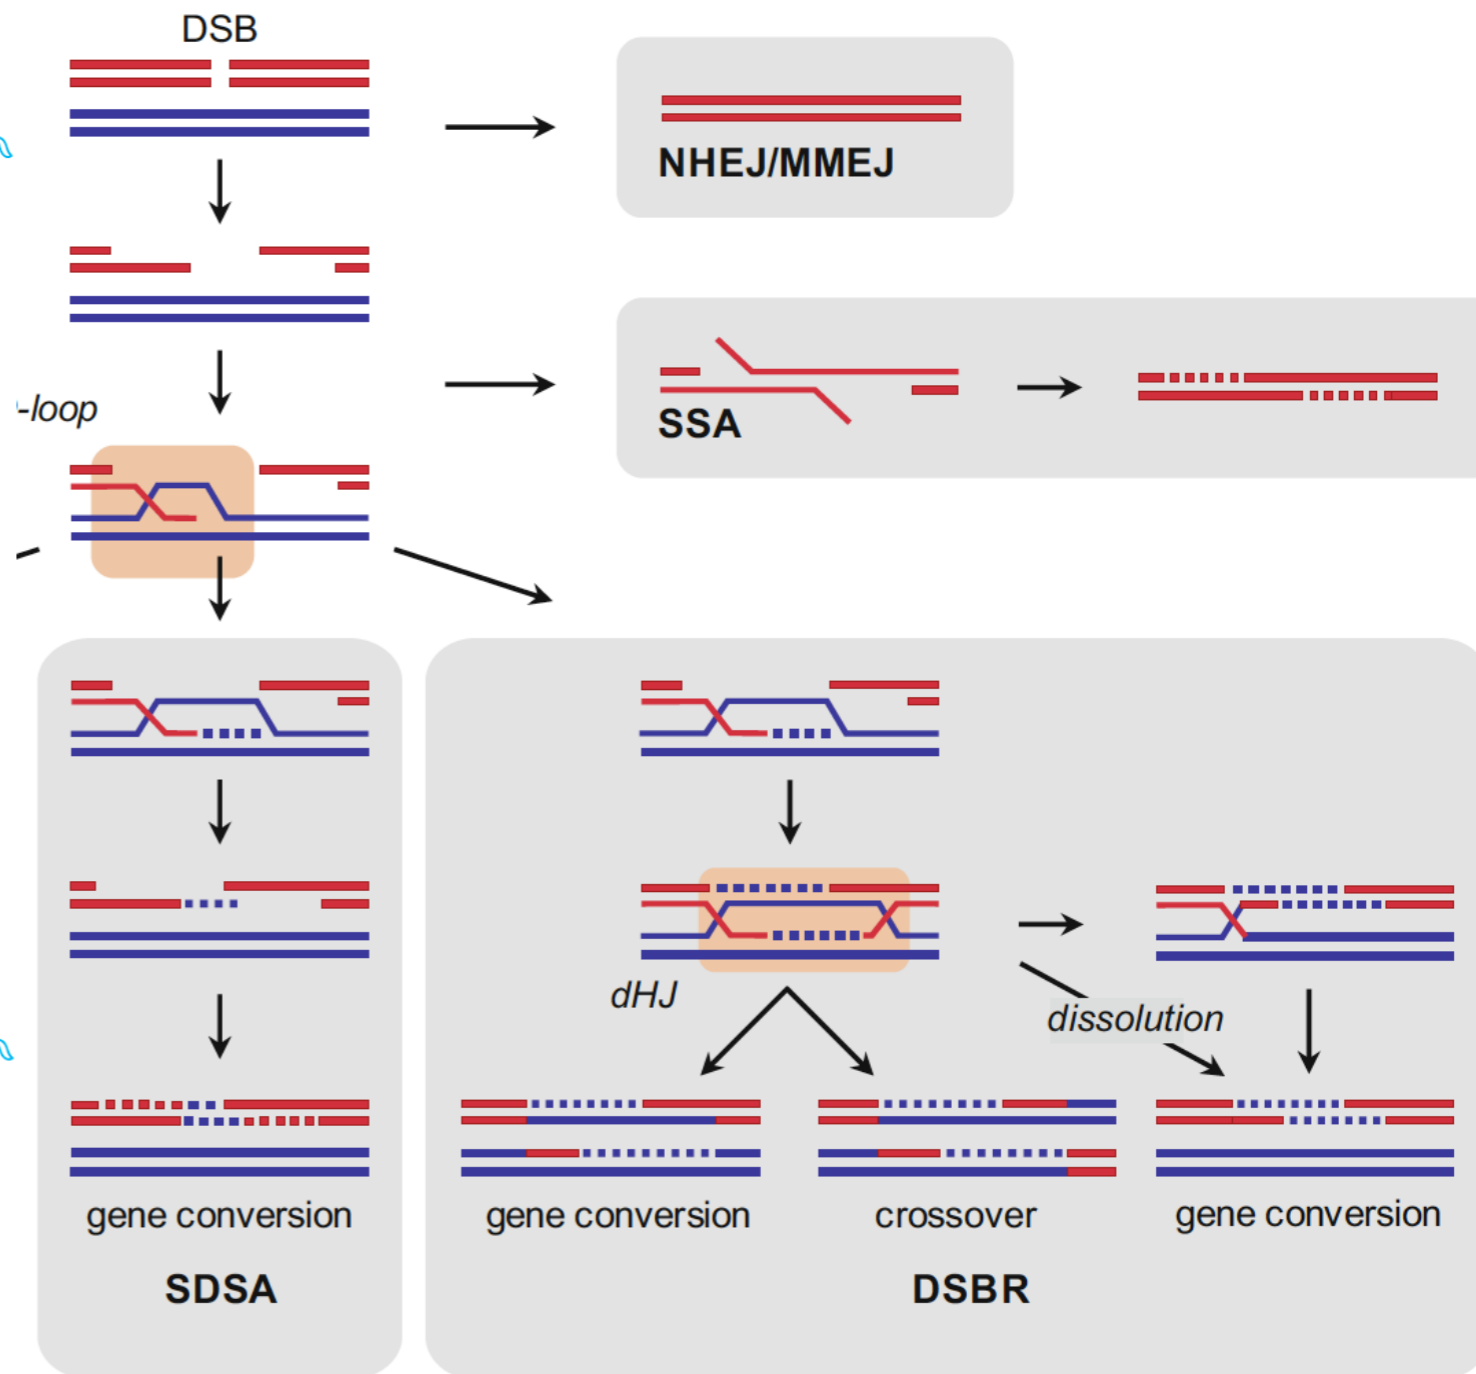 DSB
NHEJ/MMEJ
-loop
SSA
dHJ
dissolution
gene conversion
gene conversion
crossover
gene conversion
SDSA
DSBR